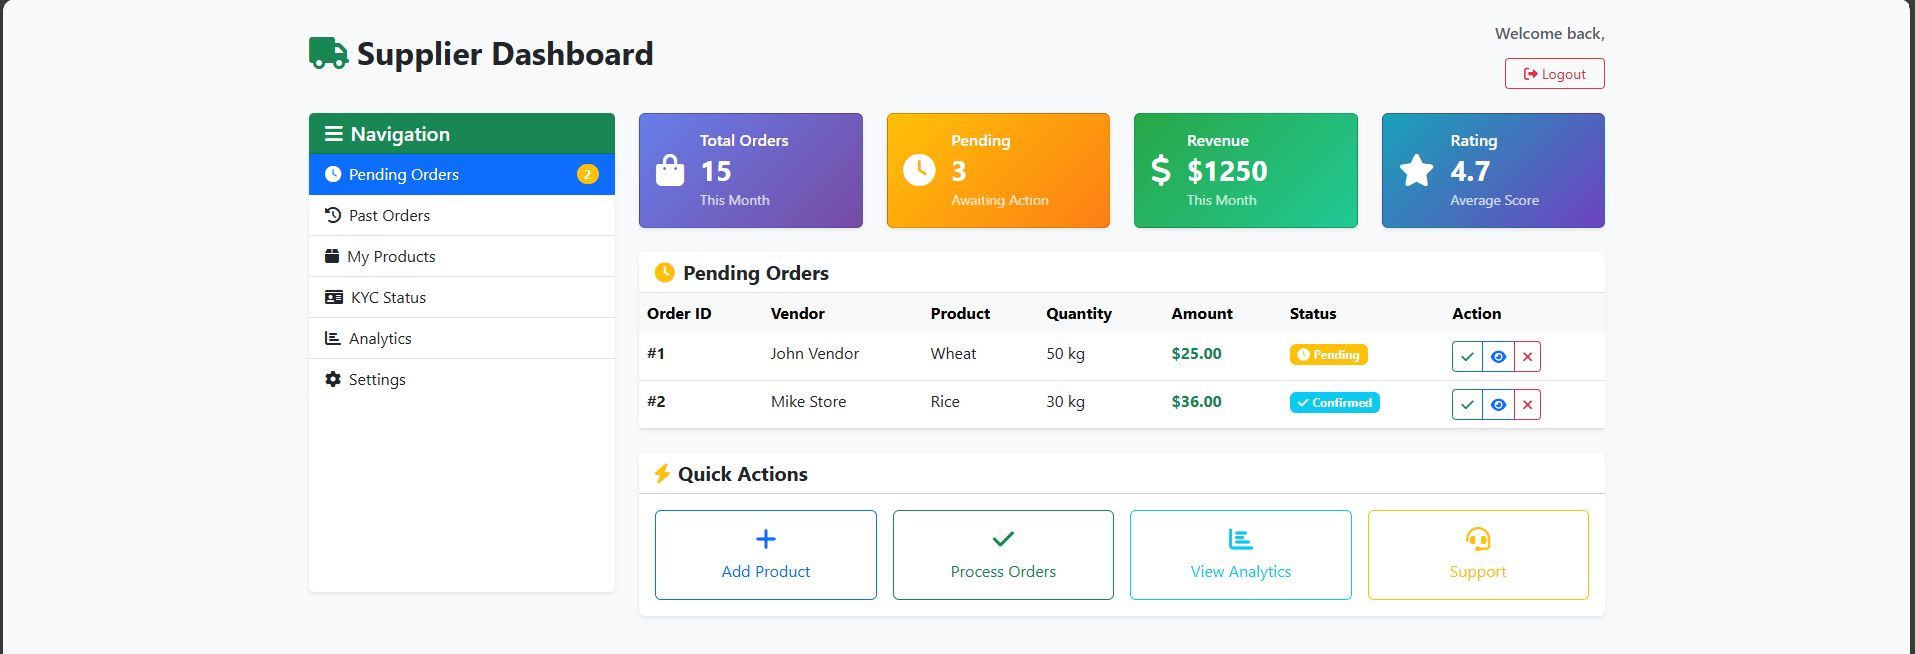 Supplier Dashboard
Welcome back,
Logout
Navigation
Pending Orders 2
Past Orders
My Products
KYC Status
Analytics
Settings
Total Orders
15
This Month
Pending
3
Awaiting Action
Revenue
$1250
This Month
Rating
4.7
Average Score
Pending Orders
Order ID Vendor Product Quantity Amount Status Action
#1 John Vendor Wheat 50 kg $25.00 Pending
#2 Mike Store Rice 30 kg $36.00 Confirmed
Quick Actions
Add Product
Process Orders
View Analytics
Support